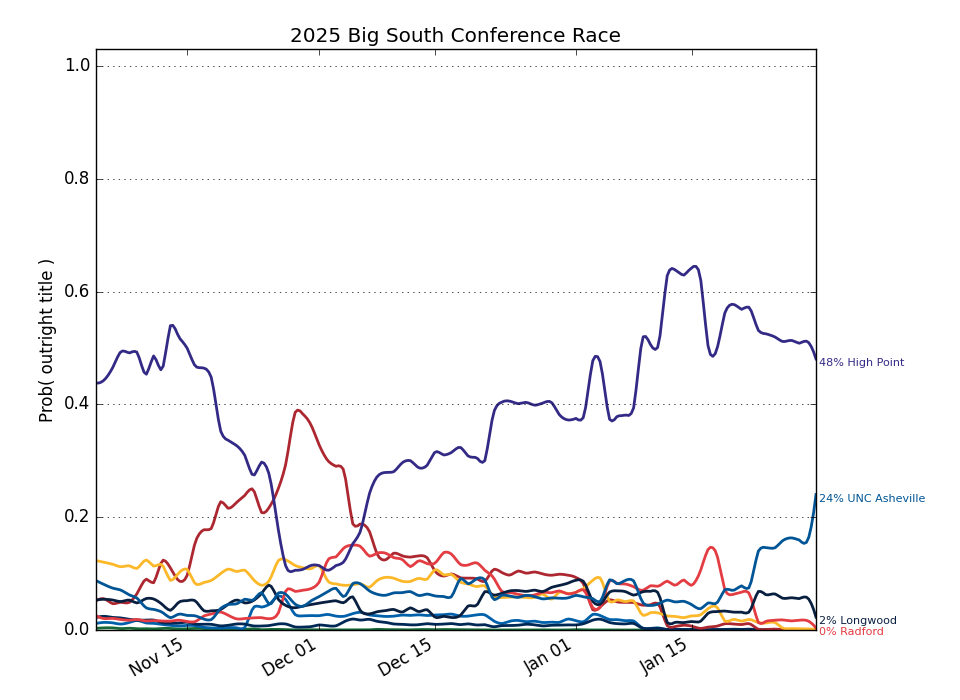 2025 Big South Conference Race
Prob( outright title )
1.0
0.8
0.6
0.4
0.2
0.0
48% High Point
24% UNC Asheville
2% Longwood
0% Radford
Nov 15
Dec 01
Dec 15
Jan 01
Jan 15